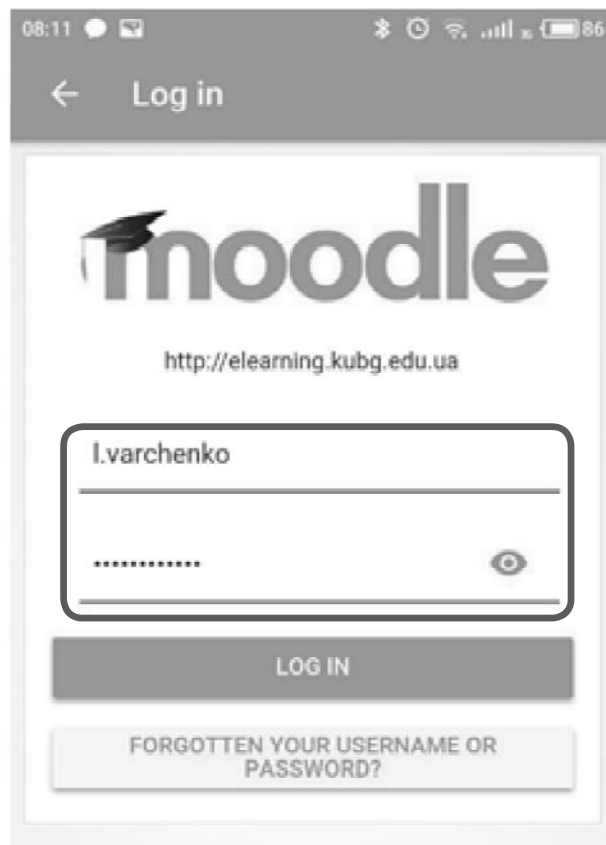 08:11 86
Log in
moodle
http://elearning.kubg.edu.ua
l.varchenko
............
LOG IN
FORGOTTEN YOUR USERNAME OR
PASSWORD?